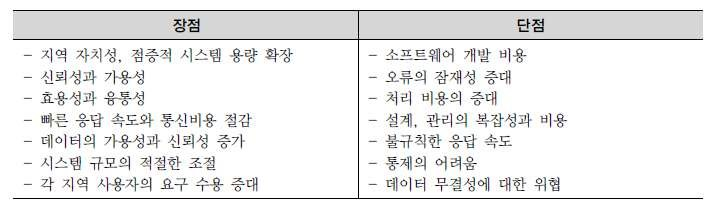 장점
단점
– 지역 자치성, 점증적 시스템 용량 확장
– 신뢰성과 가용성
– 효용성과 융통성
– 빠른 응답 속도와 통신비용 절감
– 데이터의 가용성과 신뢰성 증가
– 시스템 규모의 적절한 조절
– 각 지역 사용자의 요구 수용 증대
– 소프트웨어 개발 비용
– 오류의 잠재성 증대
– 처리 비용의 증대
– 설계, 관리의 복잡성과 비용
– 불규칙한 응답 속도
– 통제의 어려움
– 데이터 무결성에 대한 위협